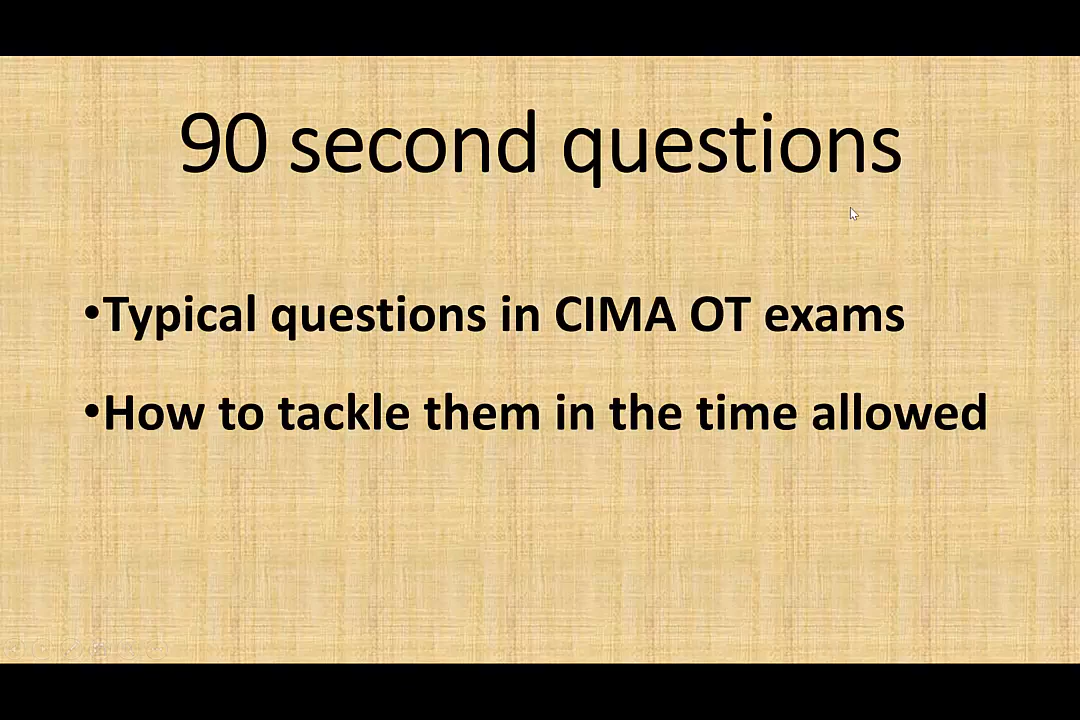 90 second questions
•Typical questions in CIMA OT exams
•How to tackle them in the time allowed